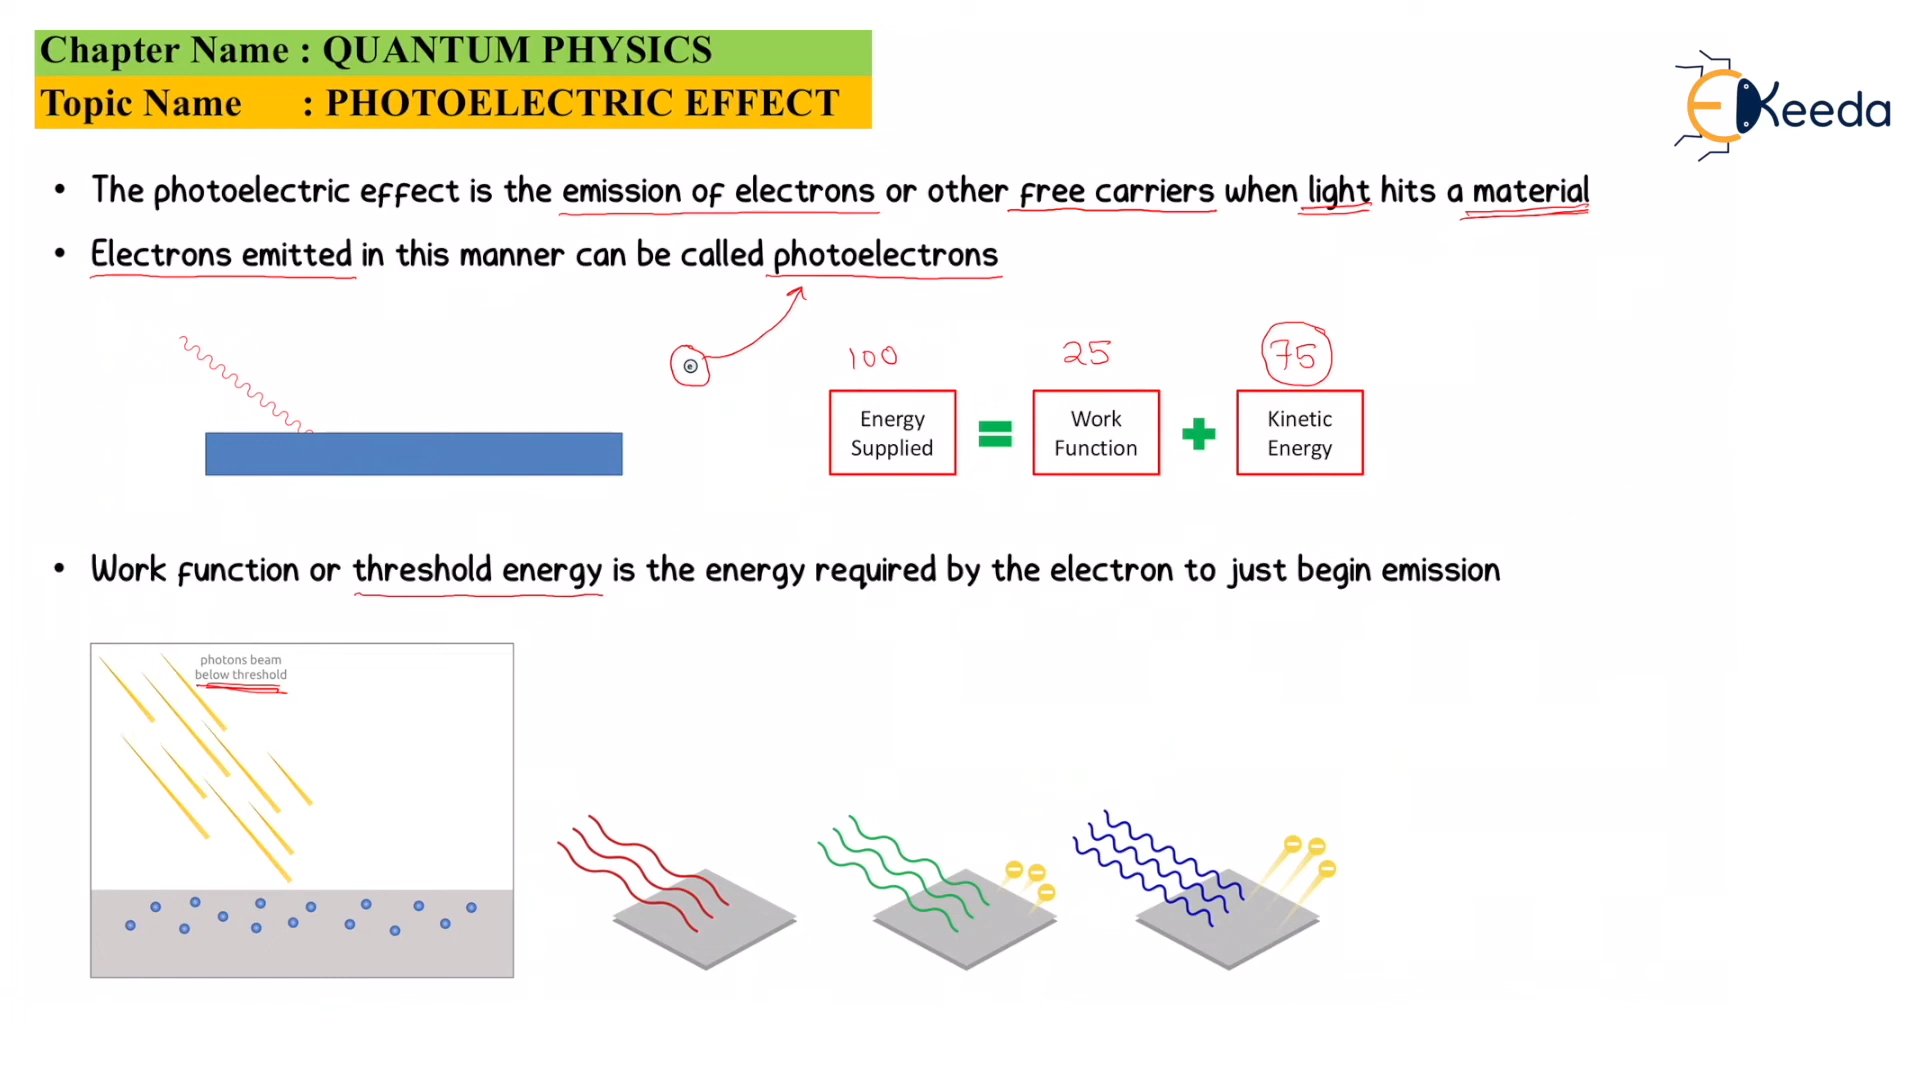 Chapter Name : QUANTUM PHYSICS
Topic Name : PHOTOELECTRIC EFFECT
EKeeda
• The photoelectric effect is the emission of electrons or other free carriers when light hits a material
• Electrons emitted in this manner can be called photoelectrons
e
100 25 75
Energy Supplied = Work Function + Kinetic Energy
• Work function or threshold energy is the energy required by the electron to just begin emission
photons beam
below threshold